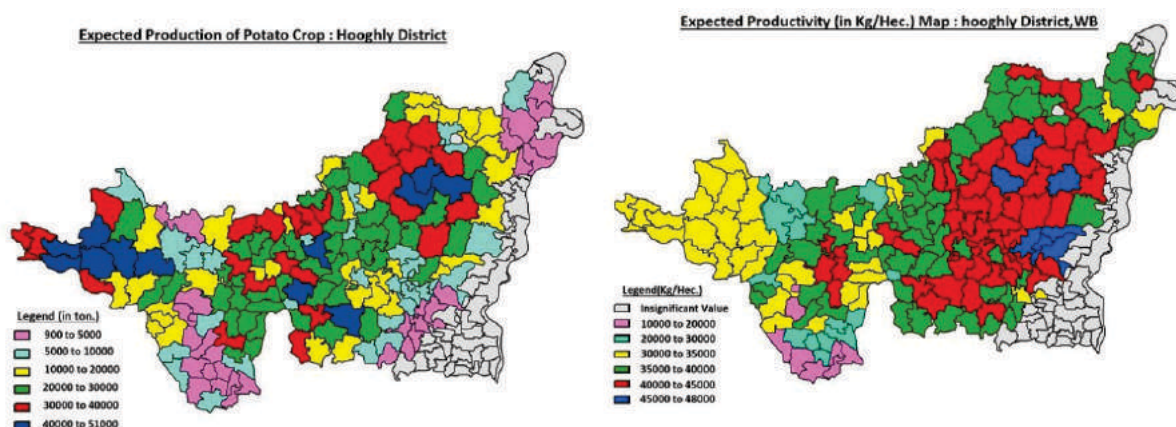 Expected Production of Potato Crop : Hooghly District
Legend (in ton.)
900 to 5000
5000 to 10000
10000 to 20000
20000 to 30000
30000 to 40000
40000 to 51000
Expected Productivity (in Kg/Hec.) Map : hooghly District,WB
Legend(Kg/Hec.)
Insignificant Value
10000 to 20000
20000 to 30000
30000 to 35000
35000 to 40000
40000 to 45000
45000 to 48000